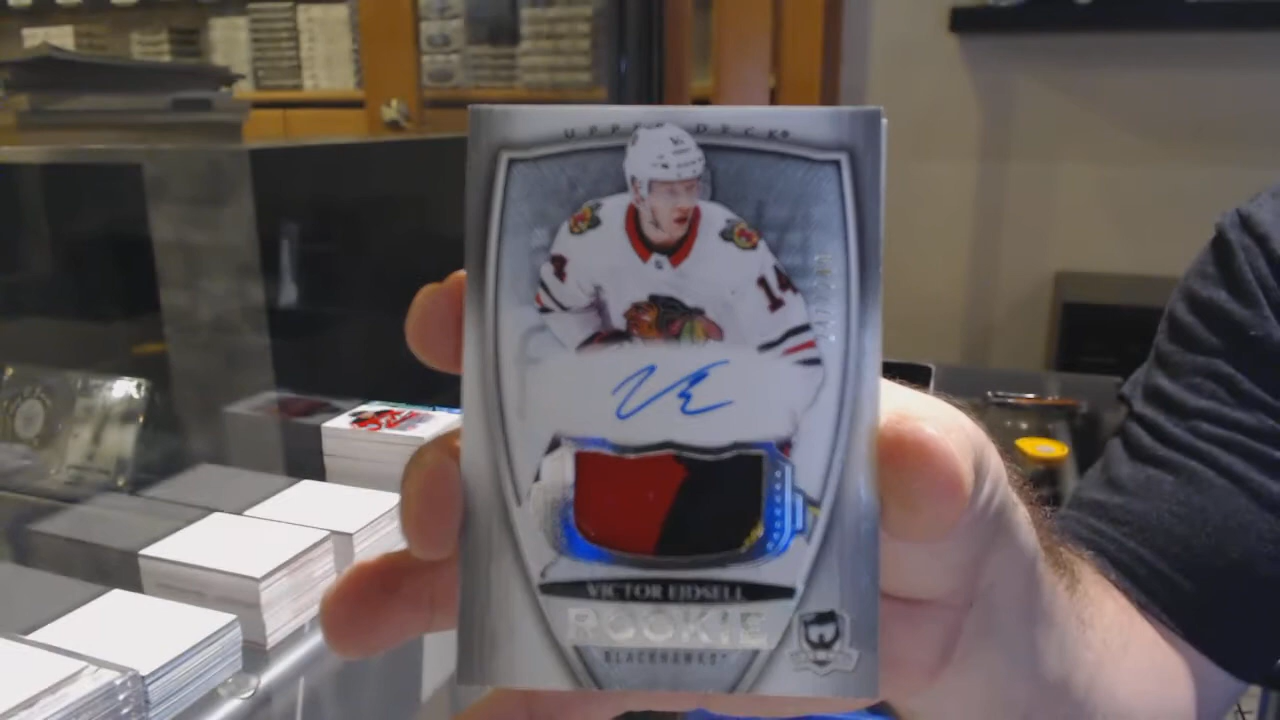 UPPER DECK
14
VICTOR EJDSELL
ROOKIE
BLACKHAWKS